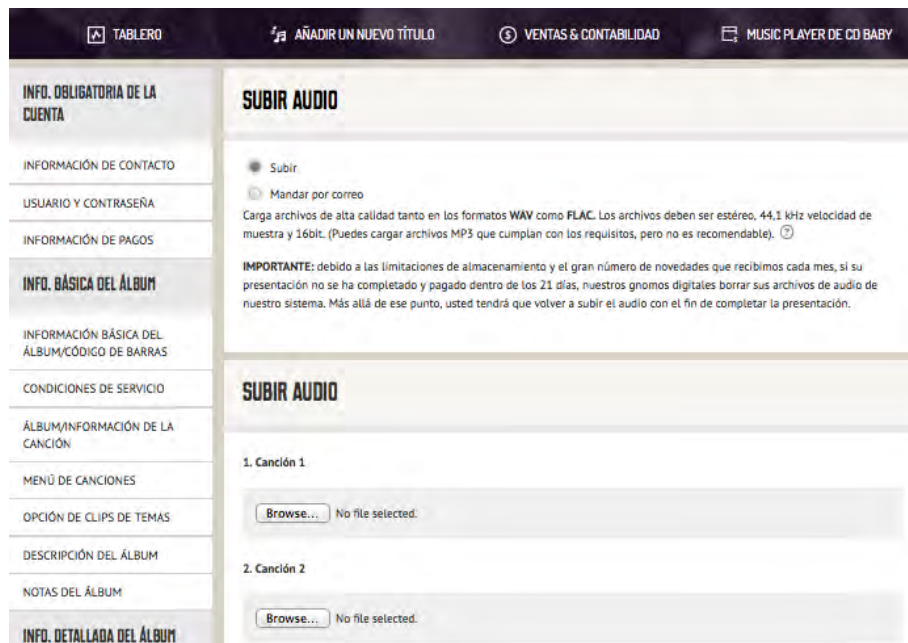 TABLERO
AÑADIR UN NUEVO TÍTULO
VENTAS & CONTABILIDAD
MUSIC PLAYER DE CD BABY
INFO. OBLIGATORIA DE LA
CUENTA
INFORMACIÓN DE CONTACTO
USUARIO Y CONTRASEÑA
INFORMACIÓN DE PAGOS
INFO. BÁSICA DEL ÁLBUM
INFORMACIÓN BÁSICA DEL
ÁLBUM/CÓDIGO DE BARRAS
CONDICIONES DE SERVICIO
ÁLBUM/INFORMACIÓN DE LA
CANCIÓN
MENÚ DE CANCIONES
OPCIÓN DE CLIPS DE TEMAS
DESCRIPCIÓN DEL ÁLBUM
NOTAS DEL ÁLBUM
INFO. DETALLADA DEL ÁLBUM
SUBIR AUDIO
Subir
Mandar por correo
Carga archivos de alta calidad tanto en los formatos WAV como FLAC. Los archivos deben ser estéreo, 44,1 kHz velocidad de
muestra y 16bit. (Puedes cargar archivos MP3 que cumplan con los requisitos, pero no es recomendable). ?
IMPORTANTE: debido a las limitaciones de almacenamiento y el gran número de novedades que recibimos cada mes, si su
presentación no se ha completado y pagado dentro de los 21 días, nuestros gnomos digitales borrar sus archivos de audio de
nuestro sistema. Más allá de ese punto, usted tendrá que volver a subir el audio con el fin de completar la presentación.
SUBIR AUDIO
1. Canción 1
Browse... No file selected.
2. Canción 2
Browse... No file selected.